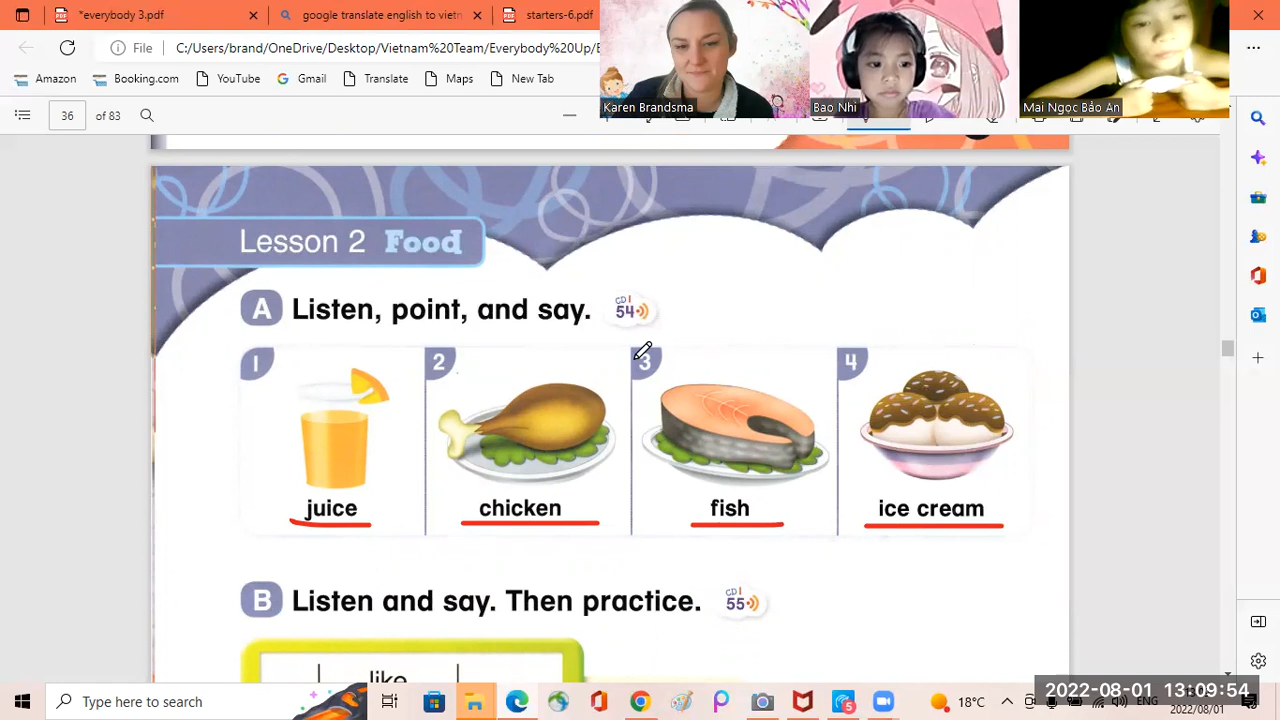 *everybody 3.pdf
google translate english to vietn
starters-6.pdf
File C:/Users/brand/OneDrive/Desktop/Vietnam%20Team/Everybody%20Up/E
Amazon Booking.com YouTube Gmail Translate Maps New Tab
Karen Brandsma
Bao Nhi
Mai Ngọc Bảo An
36 of 83
Lesson 2 Food
A Listen, point, and say. CD 1 54
1 2 3 4
juice chicken fish ice cream
B Listen and say. Then practice. CD 1 55
I like
Type here to search
5
18°C
ENG
2022-08-01 13:09:54
2022/08/01